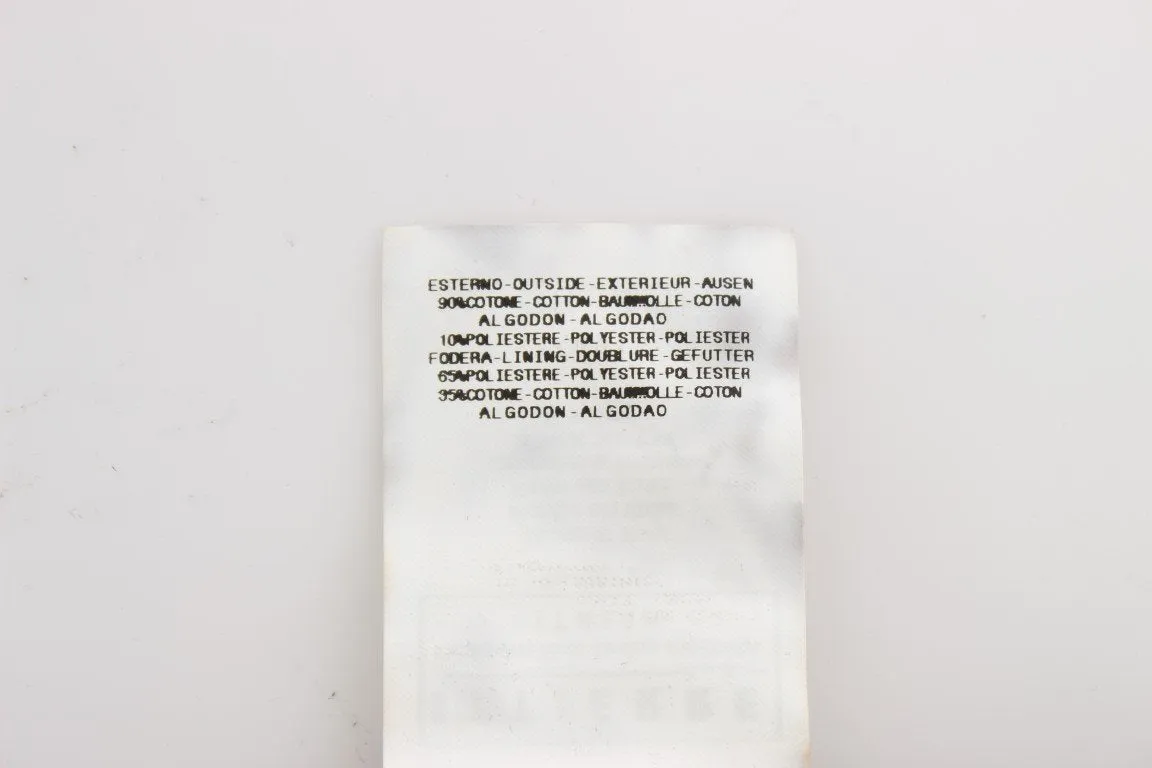 ESTERNO-OUTSIDE-EXTERIEUR-AUSEN
90%COTONE-COTTON-BAUMWOLLE-COTON
ALGODON-ALGODAO
10%POLIESTERE-POLYESTER-POLIESTER
FODERA-LINING-DOUBLURE-GEFUTTER
65%POLIESTERE-POLYESTER-POLIESTER
35%COTONE-COTTON-BAUMWOLLE-COTON
ALGODON-ALGODAO